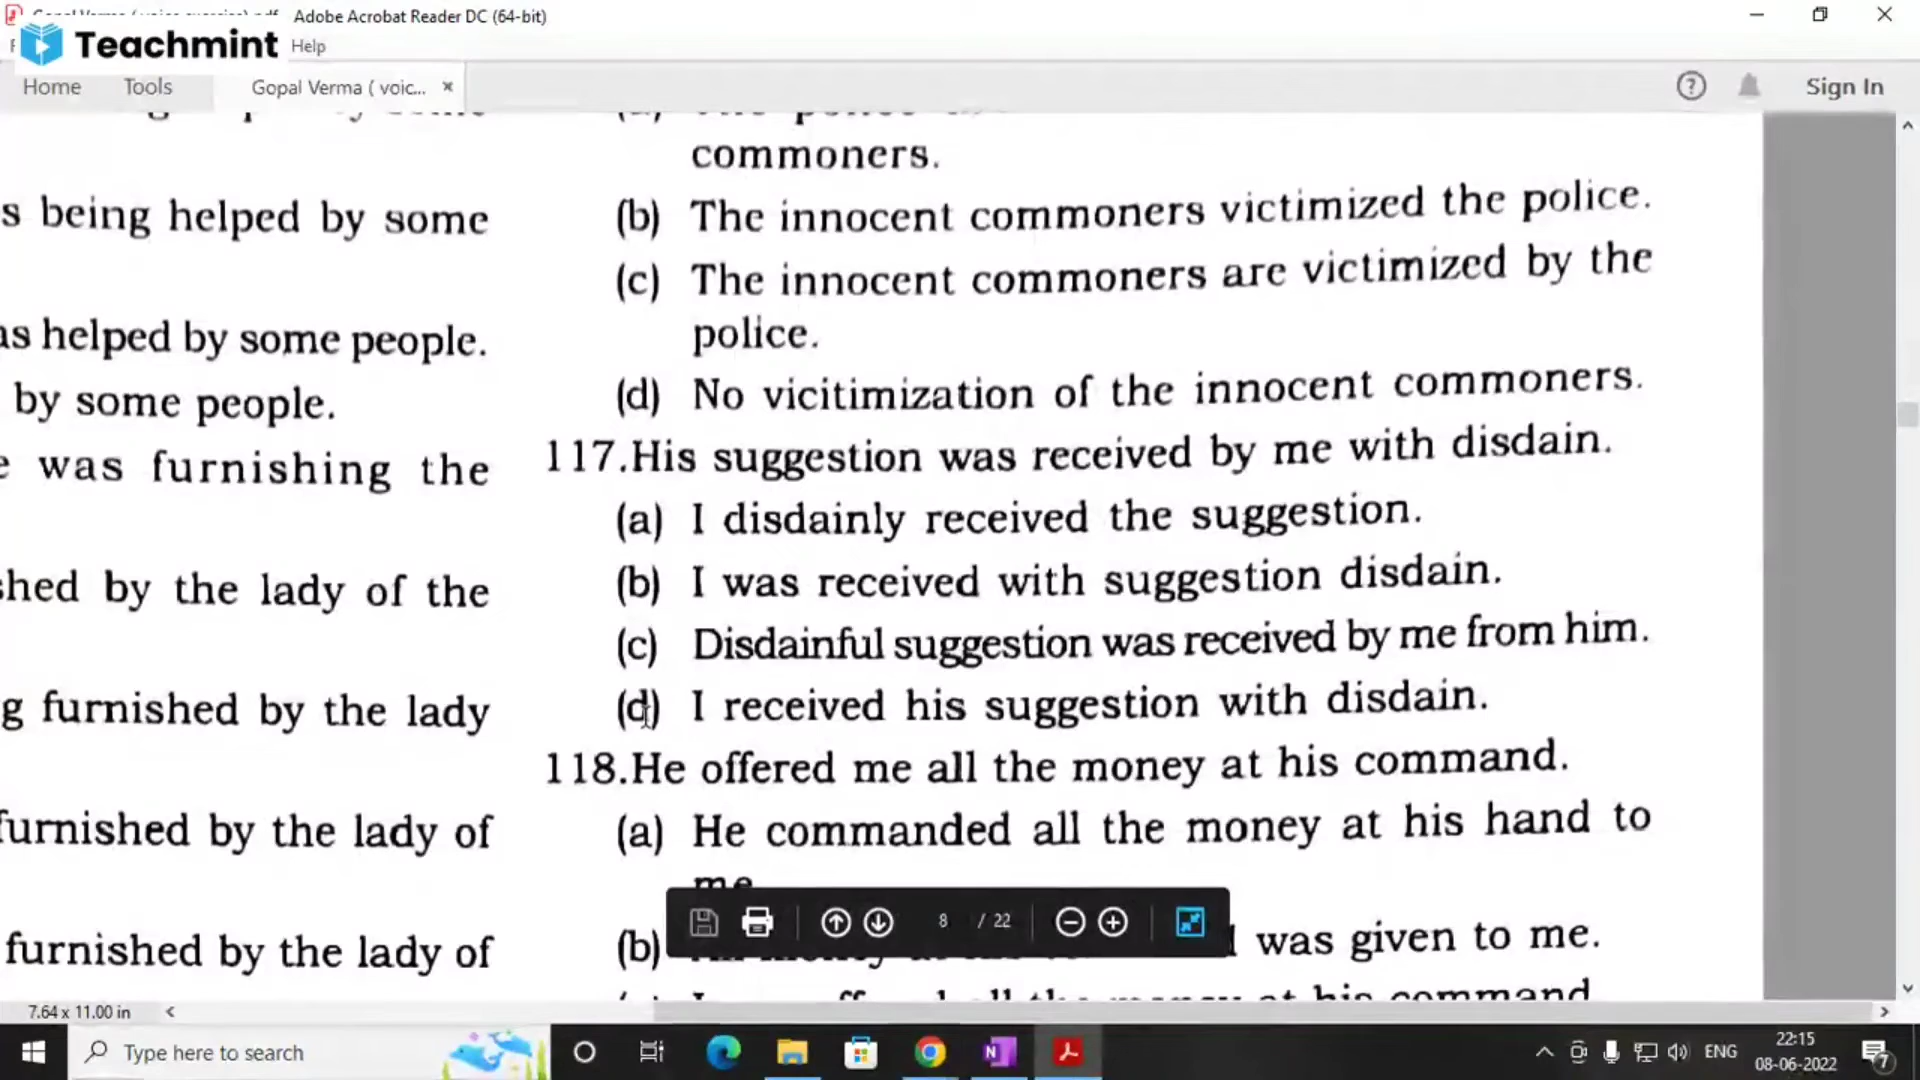 Adobe Acrobat Reader DC (64-bit)
Teachmint
Help
Home Tools Gopal Verma ( voic... × Sign In
commoners.
(b) The innocent commoners victimized the police.
(c) The innocent commoners are victimized by the
police.
(d) No vicitimization of the innocent commoners.
117.His suggestion was received by me with disdain.
(a) I disdainly received the suggestion.
(b) I was received with suggestion disdain.
(c) Disdainful suggestion was received by me from him.
(d) I received his suggestion with disdain.
118.He offered me all the money at his command.
(a) He commanded all the money at his hand to
me
(b) was given to me.
money at his command
s being helped by some
as helped by some people.
by some people.
e was furnishing the
shed by the lady of the
g furnished by the lady
furnished by the lady of
furnished by the lady of
8 / 22
7.64 x 11.00 in
Type here to search
ENG
22:15
08-06-2022
7